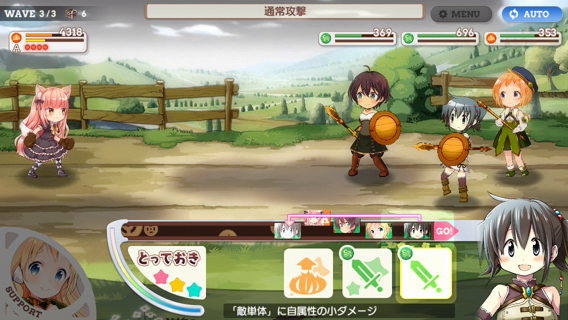 WAVE 3/3 6
通常攻撃
MENU
AUTO
4318
369
696
353
GO!
とっておき
SUPPORT
「敵単体」に自属性の小ダメージ